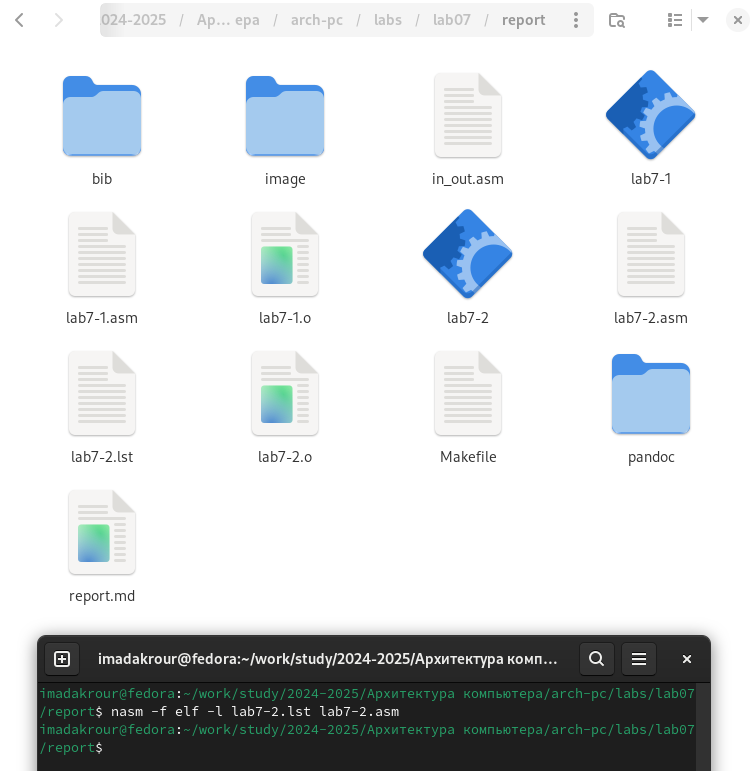 024-2025 / Ар… ера / arch-pc / labs / lab07 / report
bib
image
in_out.asm
lab7-1
lab7-1.asm
lab7-1.o
lab7-2
lab7-2.asm
lab7-2.lst
lab7-2.o
Makefile
pandoc
report.md
imadakrour@fedora:~/work/study/2024-2025/Архитектура комп…
imadakrour@fedora:~/work/study/2024-2025/Архитектура компьютера/arch-pc/labs/lab07
/report$ nasm -f elf -l lab7-2.lst lab7-2.asm
imadakrour@fedora:~/work/study/2024-2025/Архитектура компьютера/arch-pc/labs/lab07
/report$